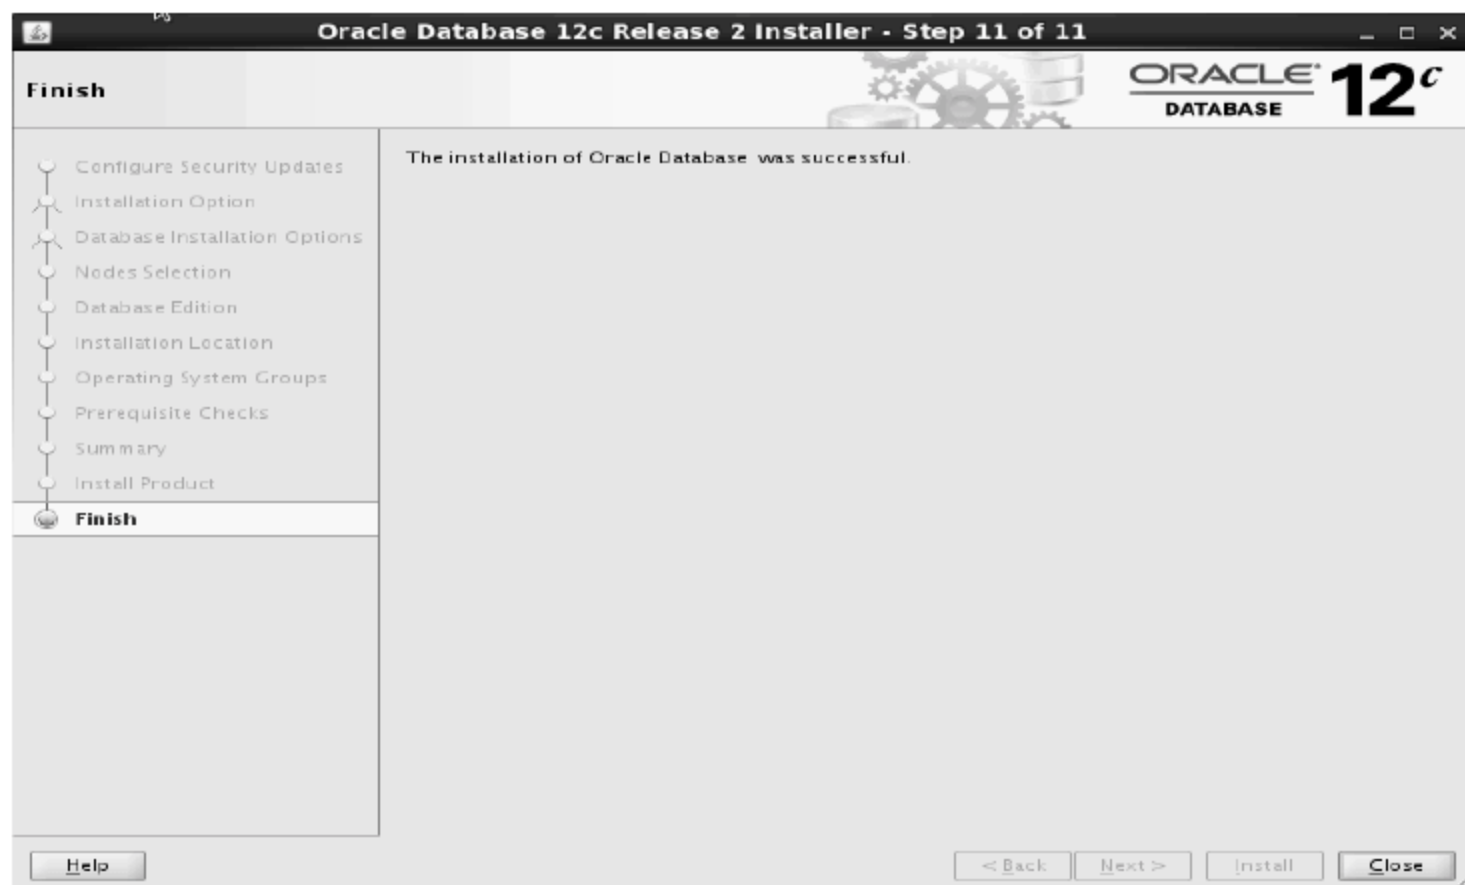 Oracle Database 12c Release 2 Installer - Step 11 of 11
Finish
ORACLE
DATABASE
12c
Configure Security Updates
Installation Option
Database Installation Options
Nodes Selection
Database Edition
Installation Location
Operating System Groups
Prerequisite Checks
Summary
Install Product
Finish
The installation of Oracle Database was successful.
Help
< Back
Next >
Install
Close